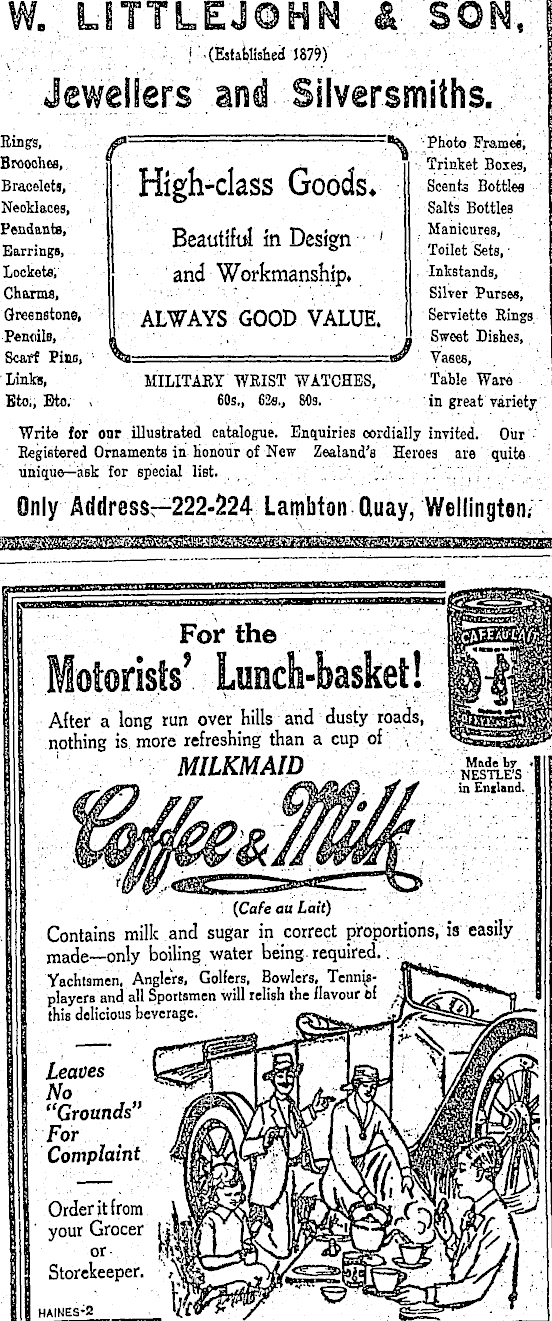 W. LITTLEJOHN & SON,
(Established 1879)
Jewellers and Silversmiths.
Rings,
Brooches,
Bracelets,
Necklaces,
Pendants,
Earrings,
Lockets,
Charms,
Greenstone,
Pencils,
Scarf Pins,
Links,
Etc., Etc.
High-class Goods.
Beautiful in Design
and Workmanship.
ALWAYS GOOD VALUE.
MILITARY WRIST WATCHES,
60s., 62s., 80s.
Photo Frames,
Trinket Boxes,
Scents Bottles
Salts Bottles
Manicures,
Toilet Sets,
Inkstands,
Silver Purses,
Serviette Rings
Sweet Dishes,
Vases,
Table Ware
in great variety
Write for our illustrated catalogue. Enquiries cordially invited. Our
Registered Ornaments in honour of New Zealand's Heroes are quite
unique—ask for special list.
Only Address—222-224 Lambton Quay, Wellington.
For the
Motorists' Lunch-basket!
After a long run over hills and dusty roads,
nothing is more refreshing than a cup of
MILKMAID
Coffee & Milk
(Cafe au Lait)
CAFE AU LAIT
Made by
NESTLE'S
in England.
Contains milk and sugar in correct proportions, is easily
made—only boiling water being required.
Yachtsmen, Anglers, Golfers, Bowlers, Tennis-
players and all Sportsmen will relish the flavour of
this delicious beverage.
Leaves
No
"Grounds"
For
Complaint
Order it from
your Grocer
or
Storekeeper.
HAINES-2